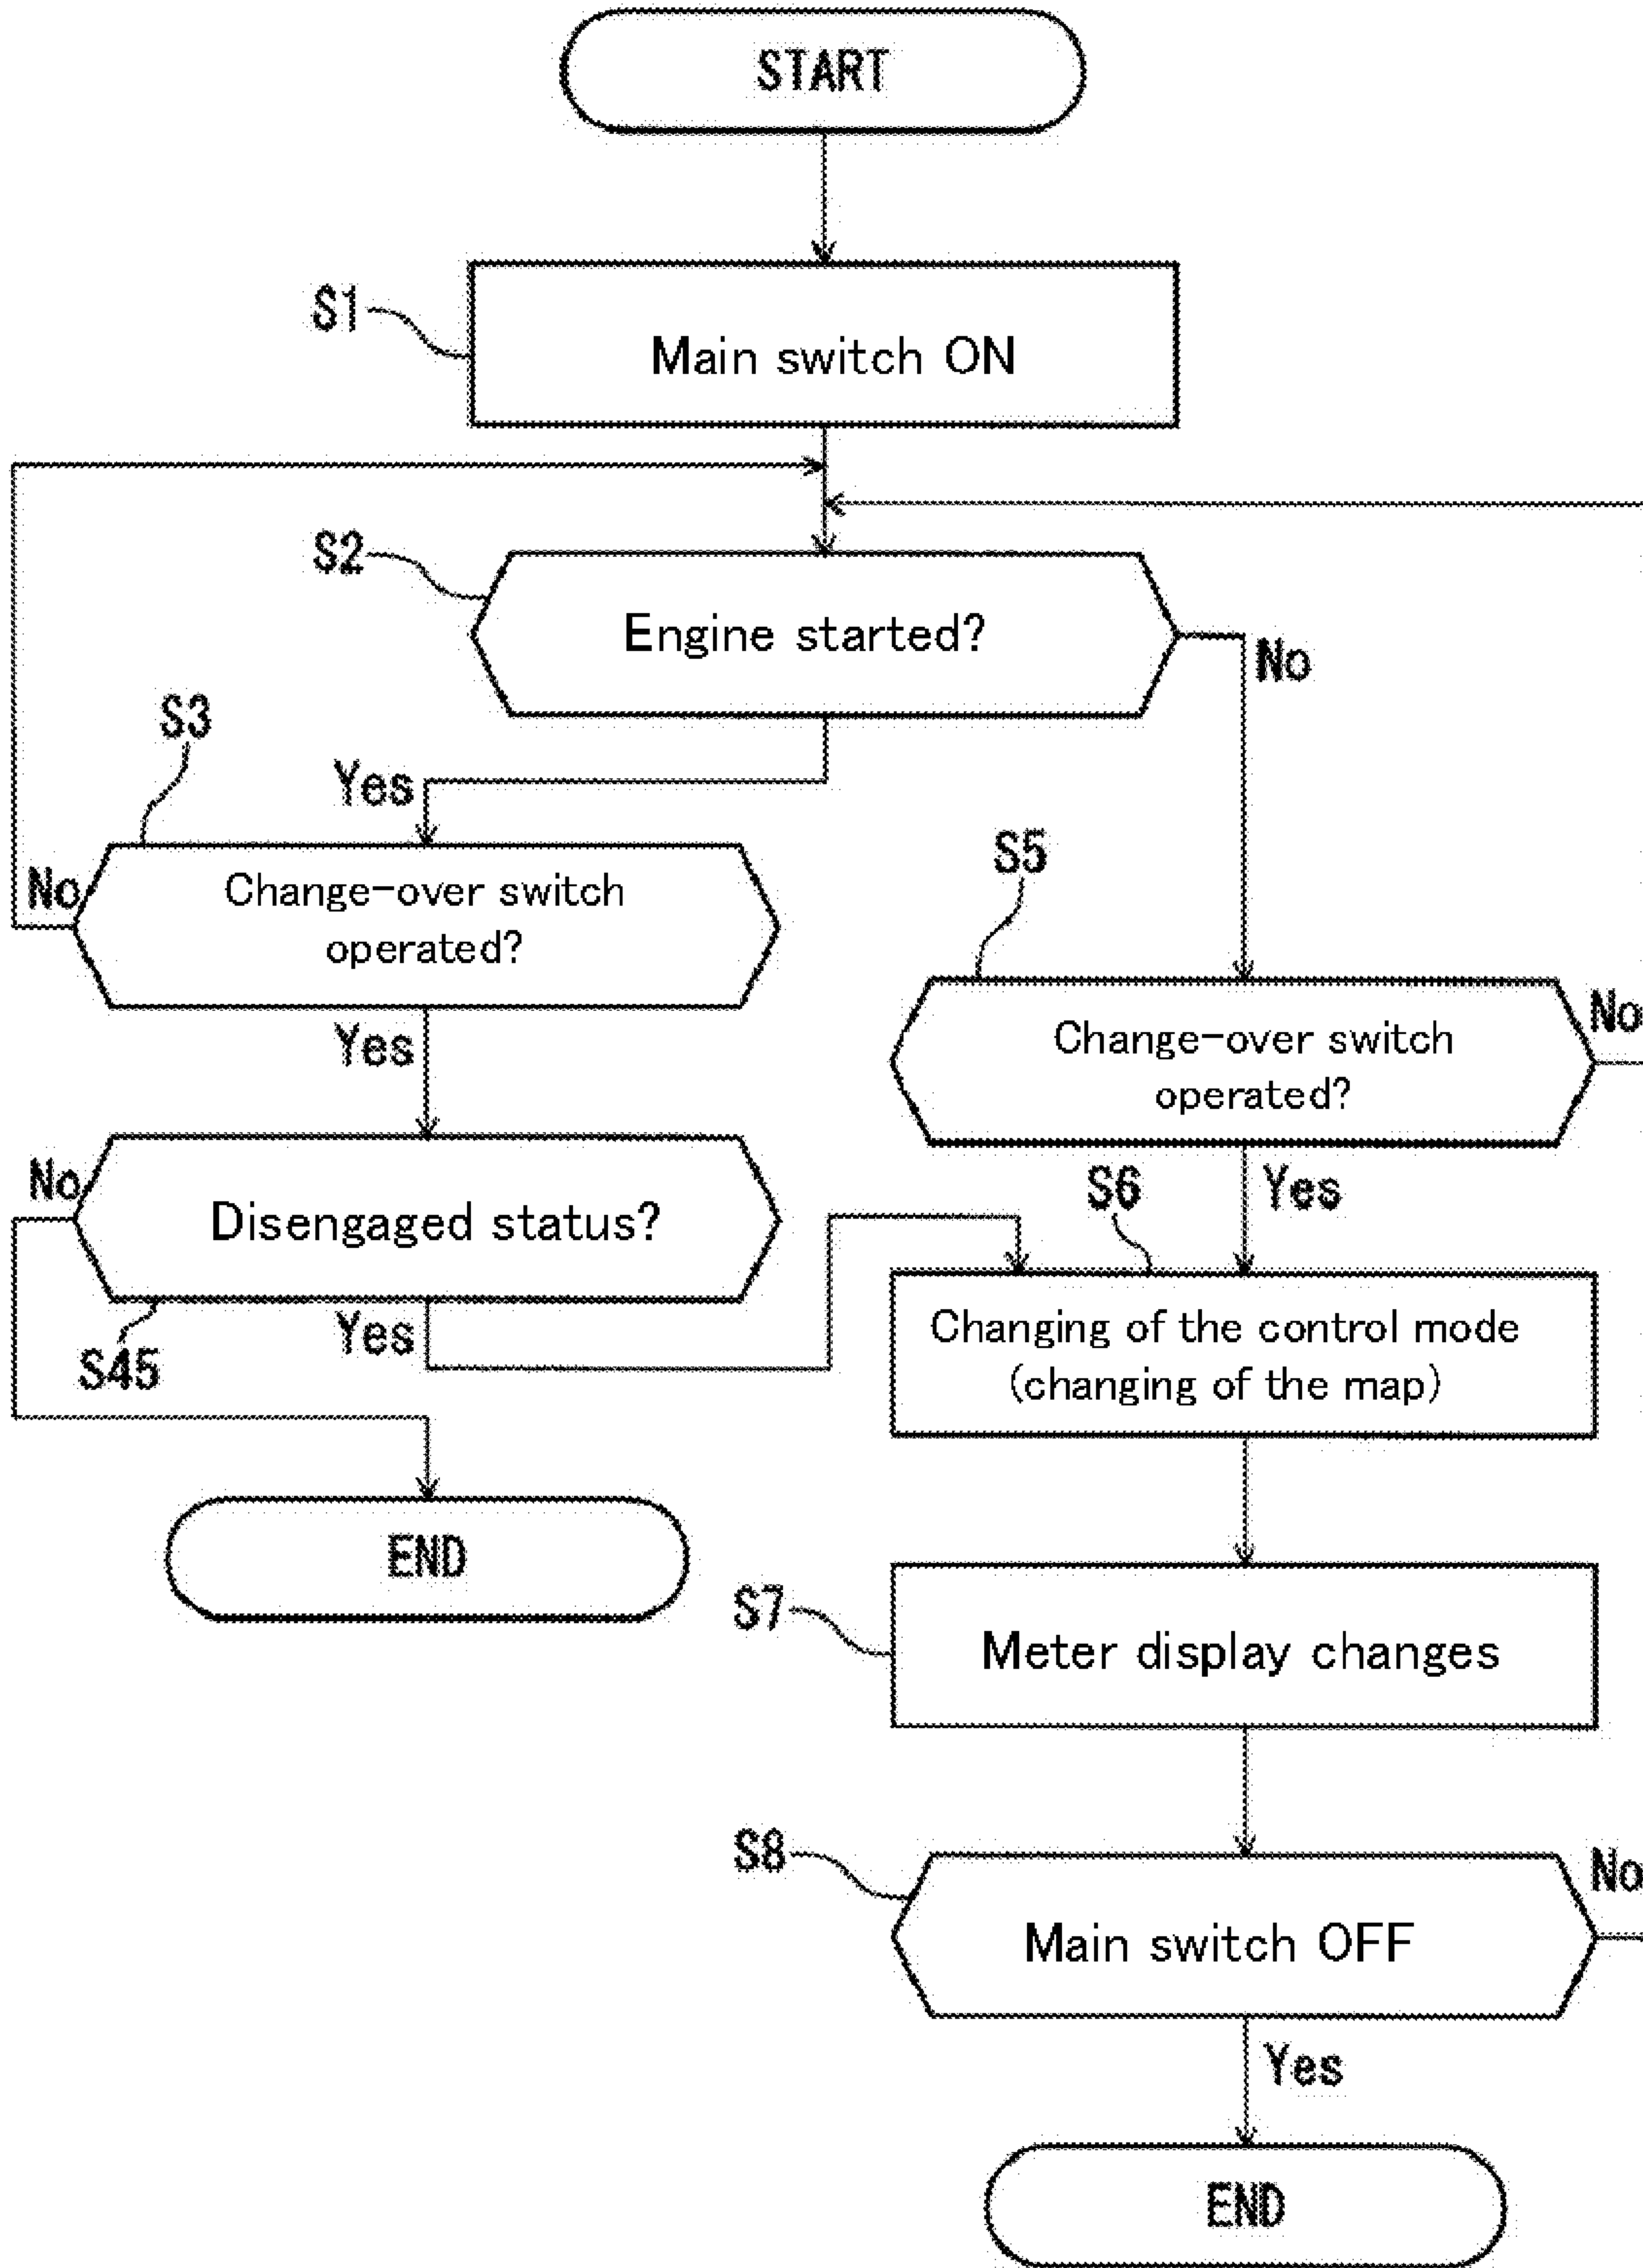 START
S1
Main switch ON
S2
Engine started?
No
S3
Yes
No
Change-over switch
operated?
S5
No
Change-over switch
operated?
Yes
No
Disengaged status?
S45
Yes
S6
Yes
Changing of the control mode
(changing of the map)
END
S7
Meter display changes
S8
No
Main switch OFF
Yes
END